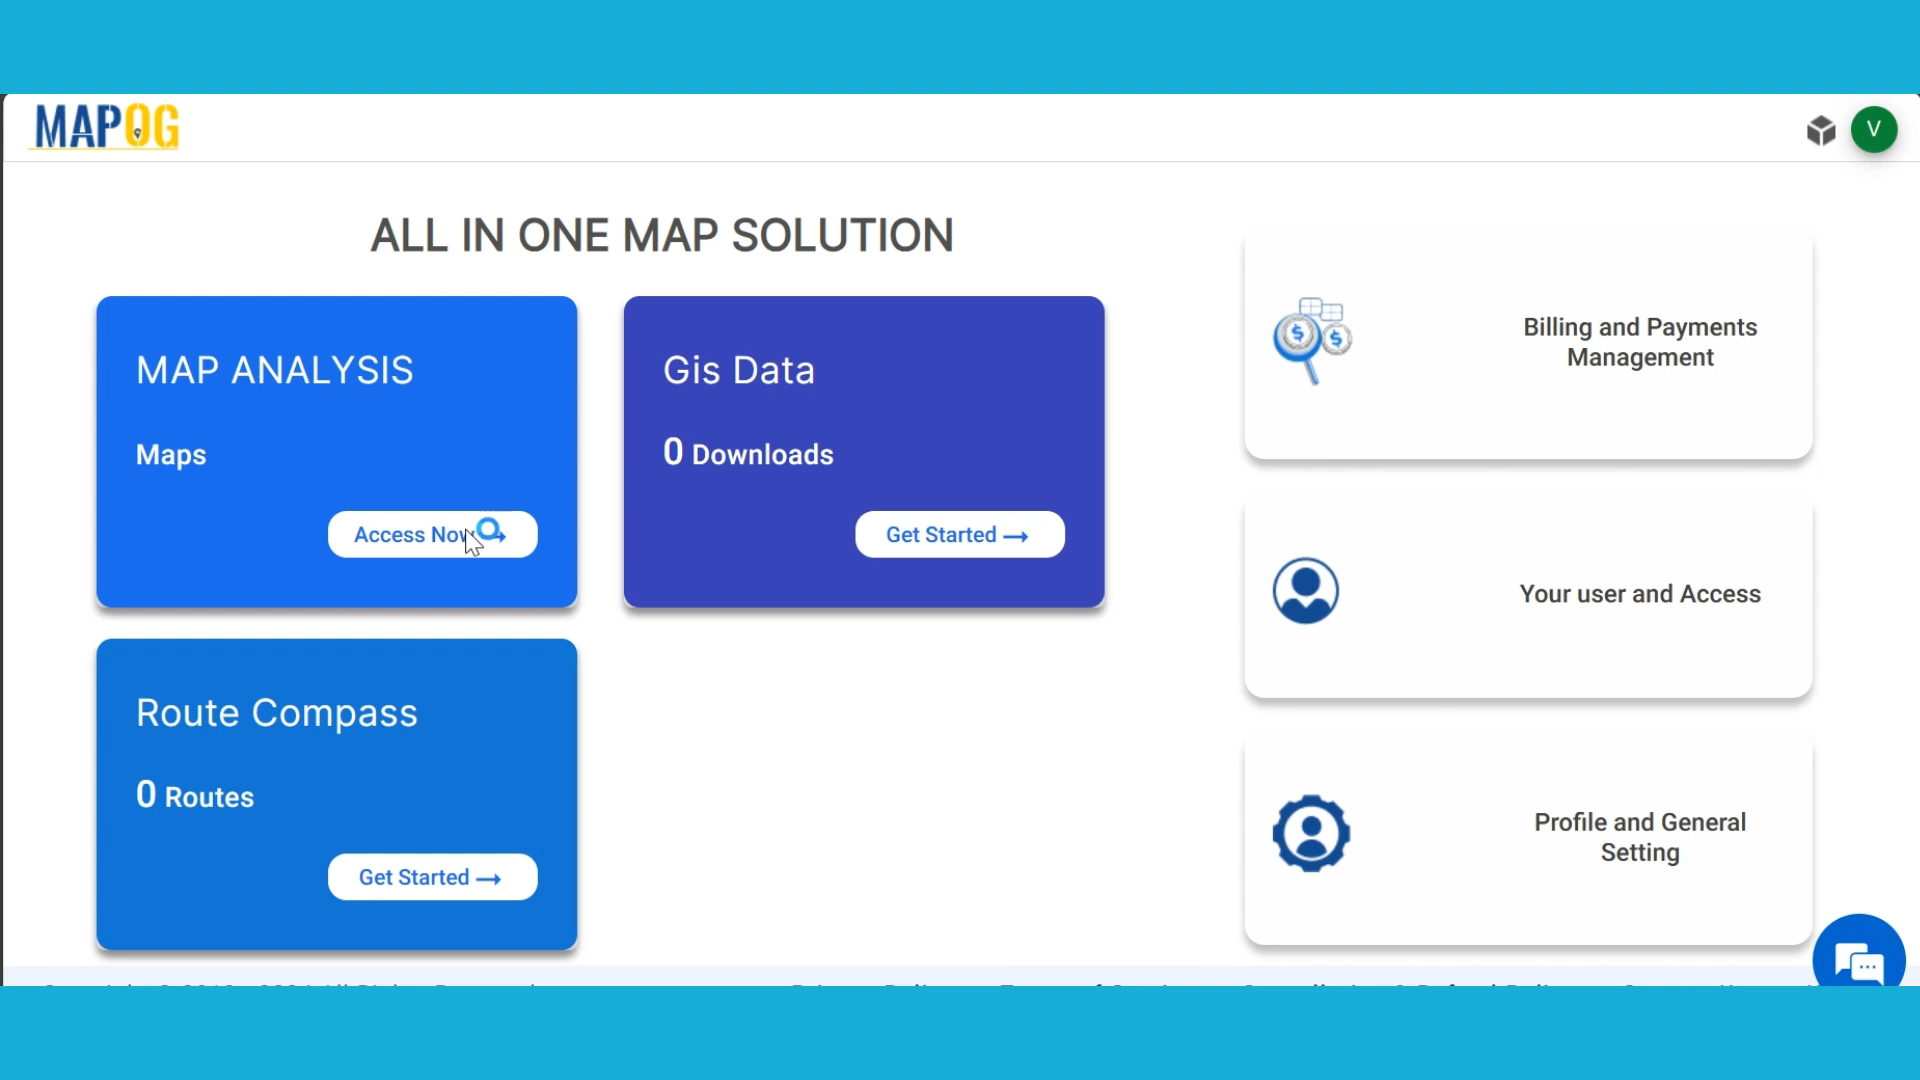 MAPOG
V
ALL IN ONE MAP SOLUTION
MAP ANALYSIS
Maps
Access Now
Gis Data
0 Downloads
Get Started →
Route Compass
0 Routes
Get Started →
Billing and Payments
Management
Your user and Access
Profile and General
Setting